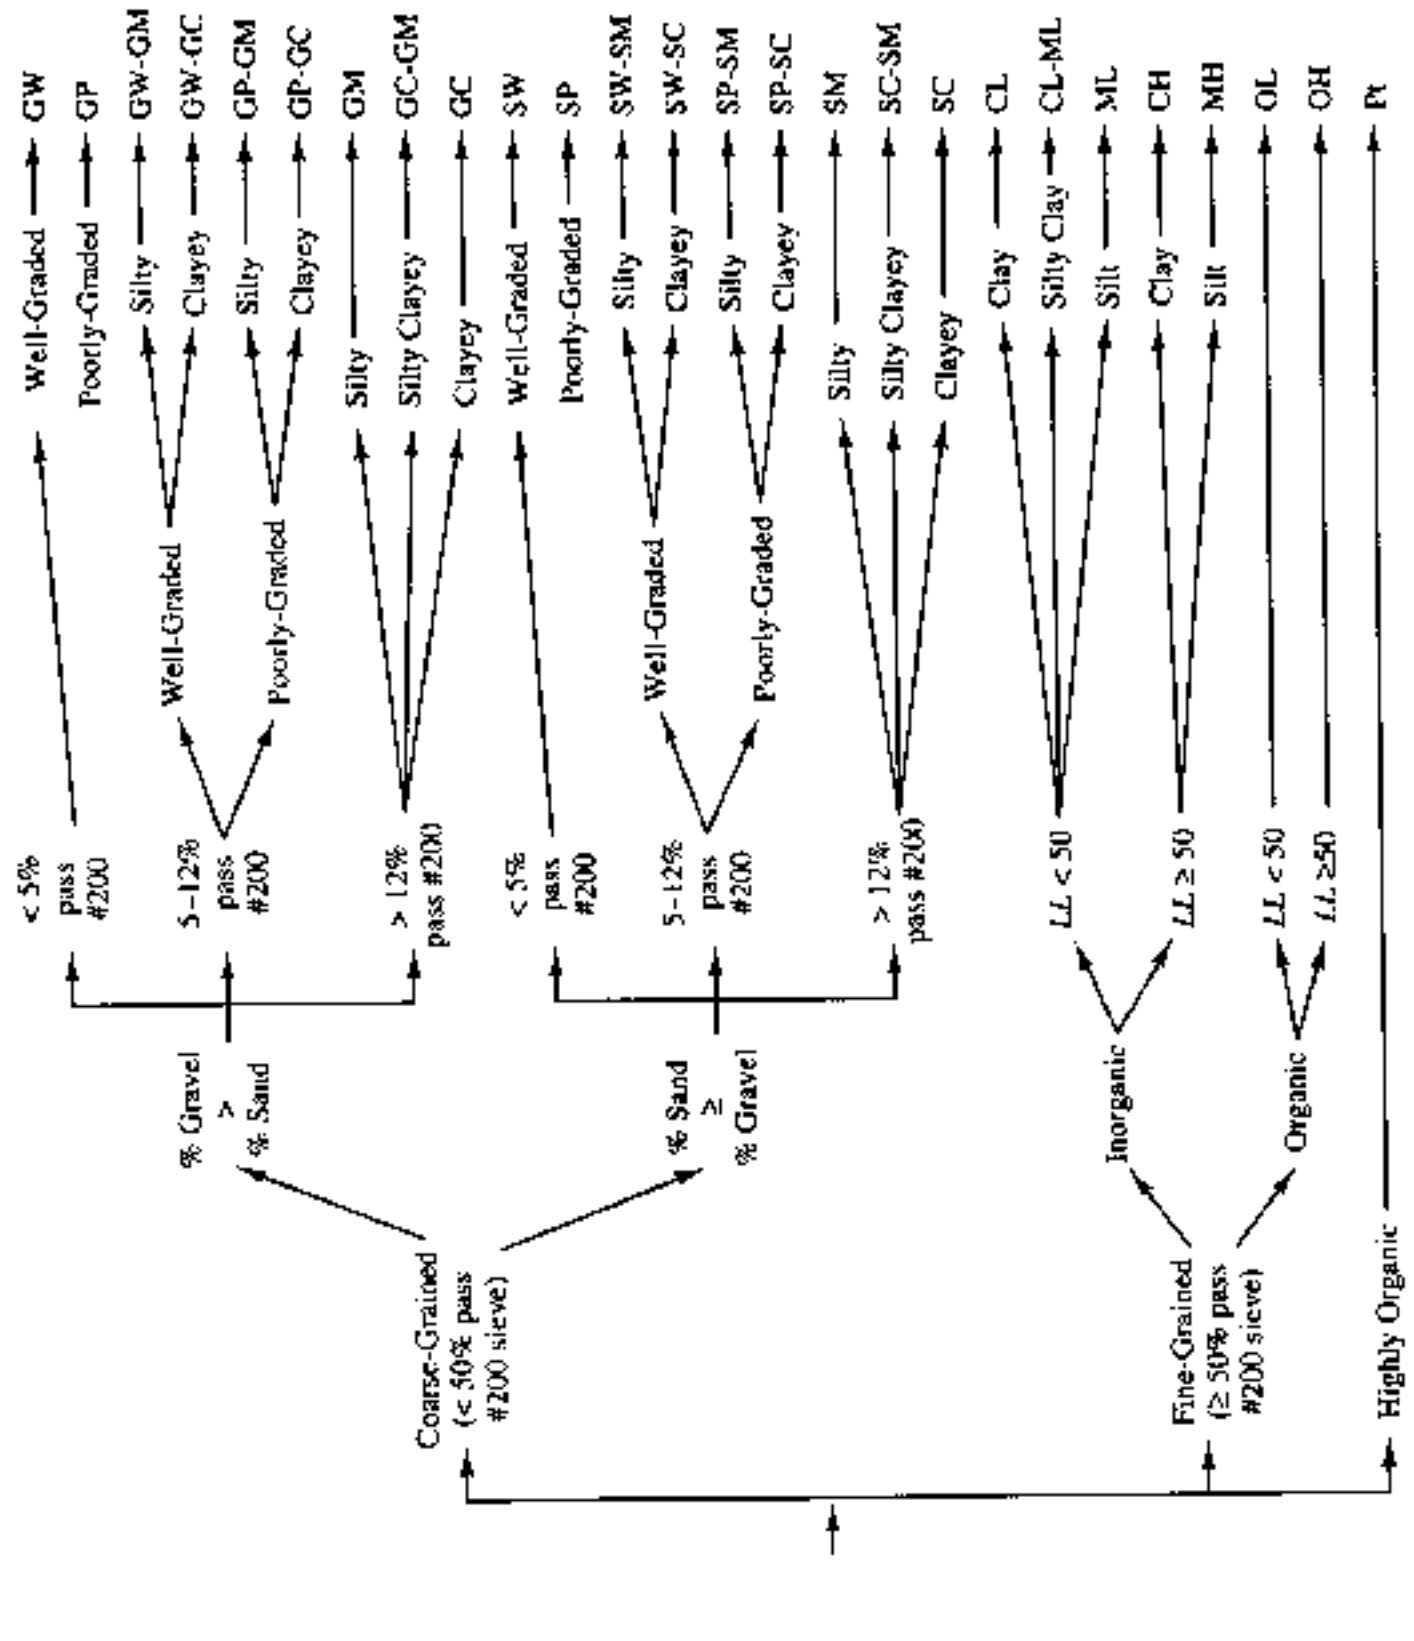 Coarse-Grained
(< 50% pass
#200 sieve)
% Gravel
>
% Sand
< 5%
pass
#200
Well-Graded
GW
Poorly-Graded
GP
5-12%
pass
#200
Well-Graded
Silty
GW-GM
Clayey
GW-GC
Poorly-Graded
Silty
GP-GM
Clayey
GP-GC
> 12%
pass #200
Silty
GM
Silty Clayey
GC-GM
Clayey
GC
% Sand
≥
% Gravel
< 5%
pass
#200
Well-Graded
SW
Poorly-Graded
SP
5-12%
pass
#200
Well-Graded
Silty
SW-SM
Clayey
SW-SC
Poorly-Graded
Silty
SP-SM
Clayey
SP-SC
> 12%
pass #200
Silty
SM
Silty Clayey
SC-SM
Clayey
SC
Fine-Grained
(≥ 50% pass
#200 sieve)
Inorganic
LL < 50
Clay
CL
Silty Clay
CL-ML
Silt
ML
LL ≥ 50
Clay
CH
Silt
MH
Organic
LL < 50
OL
LL ≥50
OH
Highly Organic
Pt